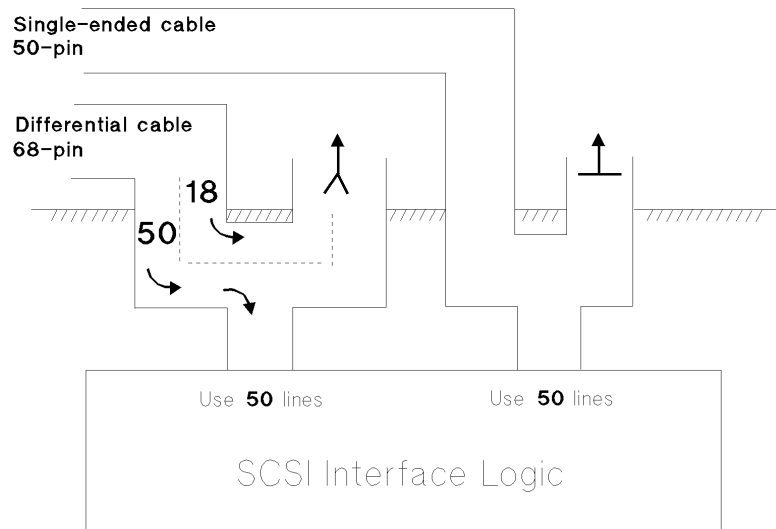 Single-ended cable
50-pin
Differential cable
68-pin
18
50
Use 50 lines
Use 50 lines
SCSI Interface Logic